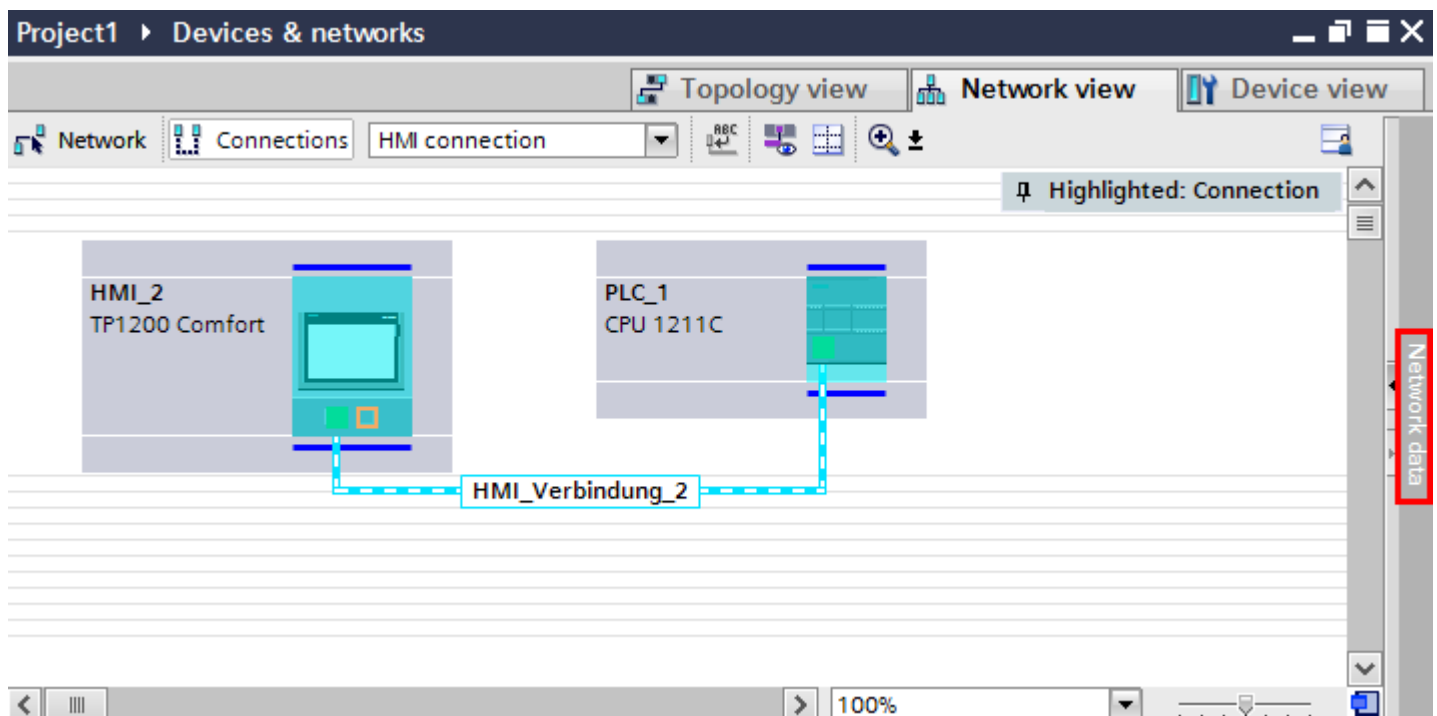 Project1 ▸ Devices & networks
Topology view Network view Device view
Network Connections HMI connection
Highlighted: Connection
HMI_2
TP1200 Comfort
PLC_1
CPU 1211C
HMI_Verbindung_2
Network data
100%